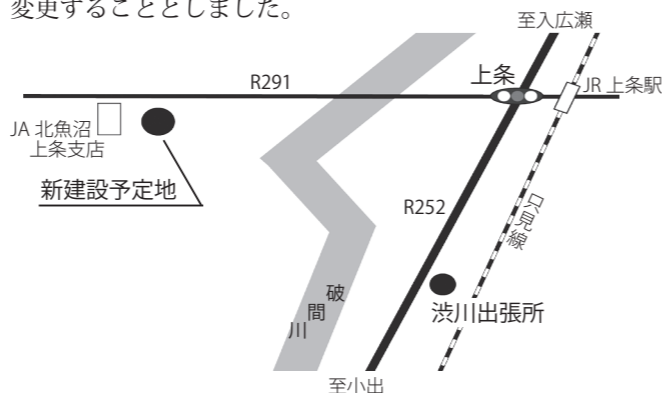 変更することとしました。
至入広瀬
上条
JR 上条駅
R291
JA 北魚沼
上条支店
新建設予定地
R252
只見線
破間川
渋川出張所
至小出